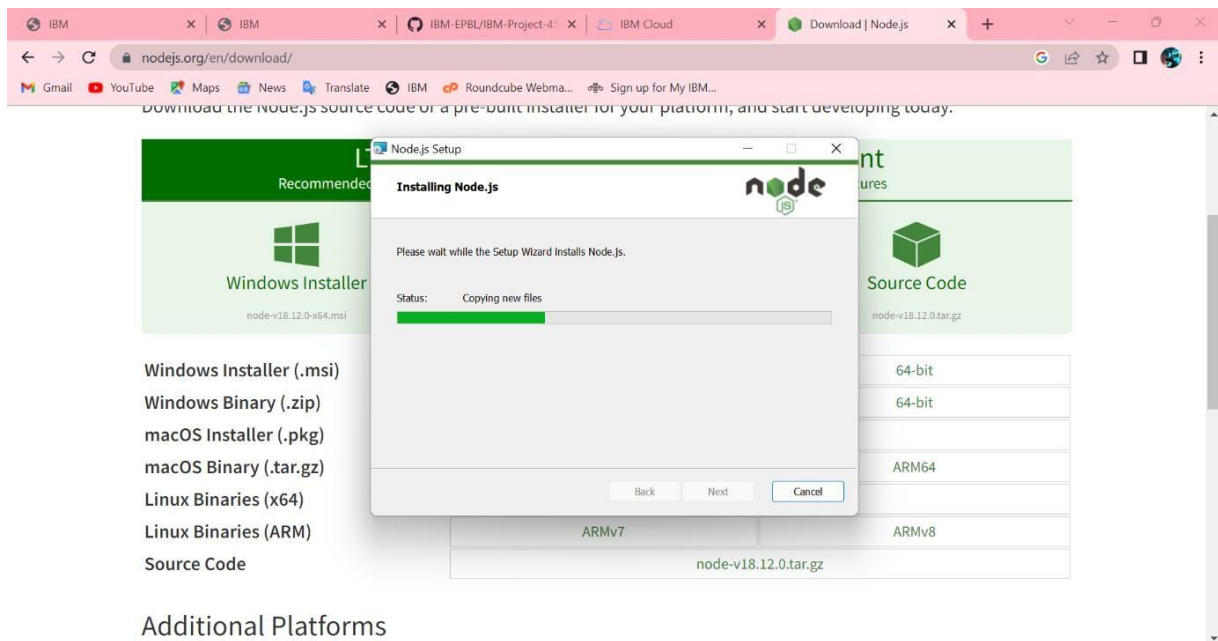 IBM IBM IBM-EPBL/IBM-Project-45 IBM Cloud Download | Node.js
nodejs.org/en/download/
Gmail YouTube Maps News Translate IBM Roundcube Webma... Sign up for My IBM...
Download the Node.js source code or a pre-built installer for your platform, and start developing today.
Node.js Setup
Installing Node.js
node
JS
Please wait while the Setup Wizard installs Node.js.
Status: Copying new files
Back Next Cancel
L nt
Recommended ures
Windows Installer Source Code
node-v18.12.0-x64.msi node-v18.12.0.tar.gz
Windows Installer (.msi) 64-bit
Windows Binary (.zip) 64-bit
macOS Installer (.pkg)
macOS Binary (.tar.gz) ARM64
Linux Binaries (x64)
Linux Binaries (ARM) ARMv7 ARMv8
Source Code node-v18.12.0.tar.gz
Additional Platforms